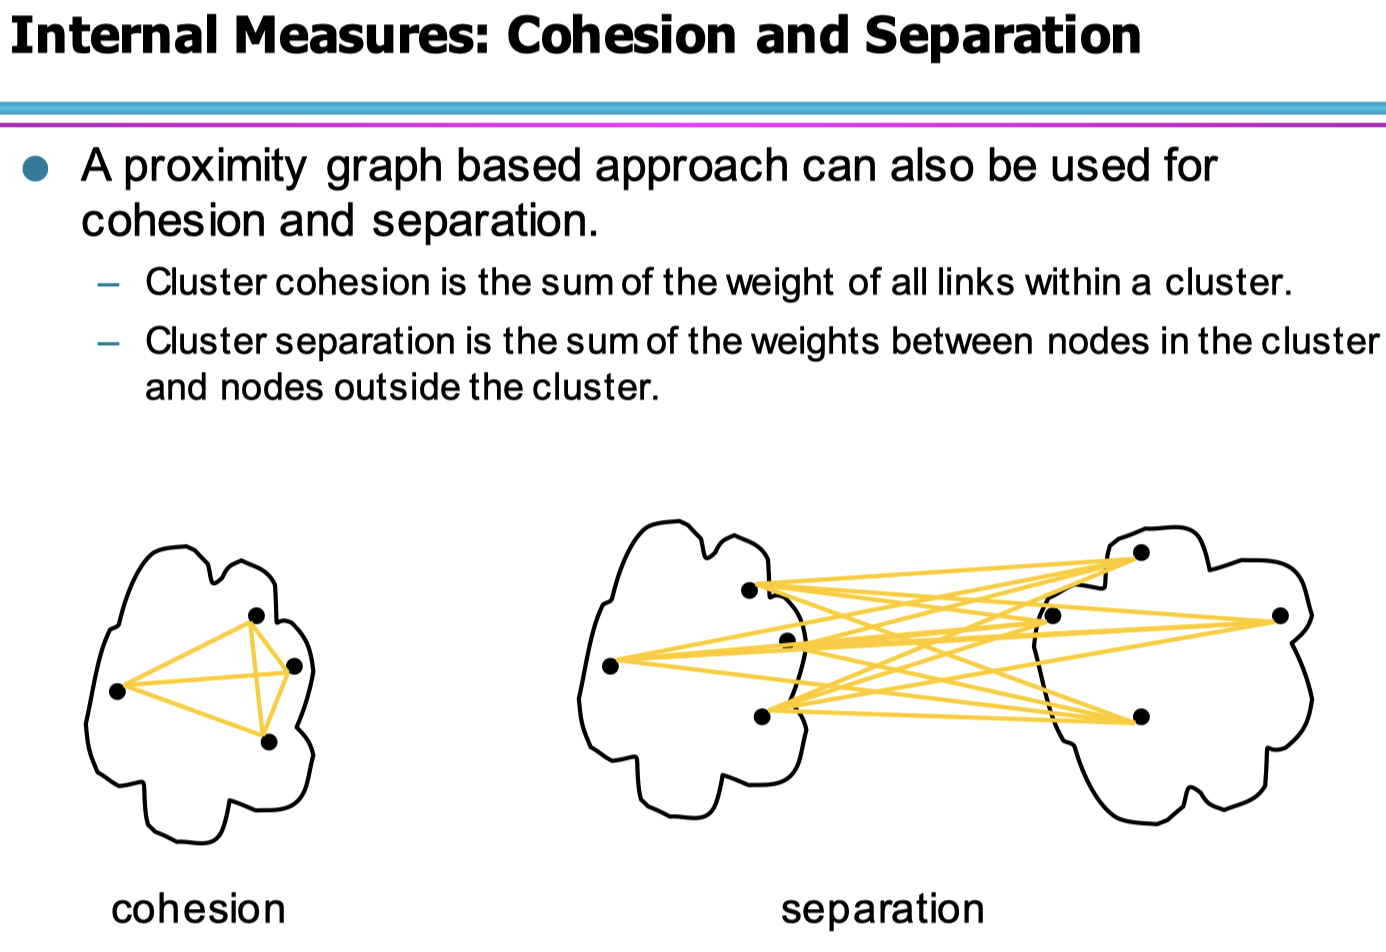 Internal Measures: Cohesion and Separation
● A proximity graph based approach can also be used for
cohesion and separation.
– Cluster cohesion is the sum of the weight of all links within a cluster.
– Cluster separation is the sum of the weights between nodes in the cluster
and nodes outside the cluster.
cohesion
separation